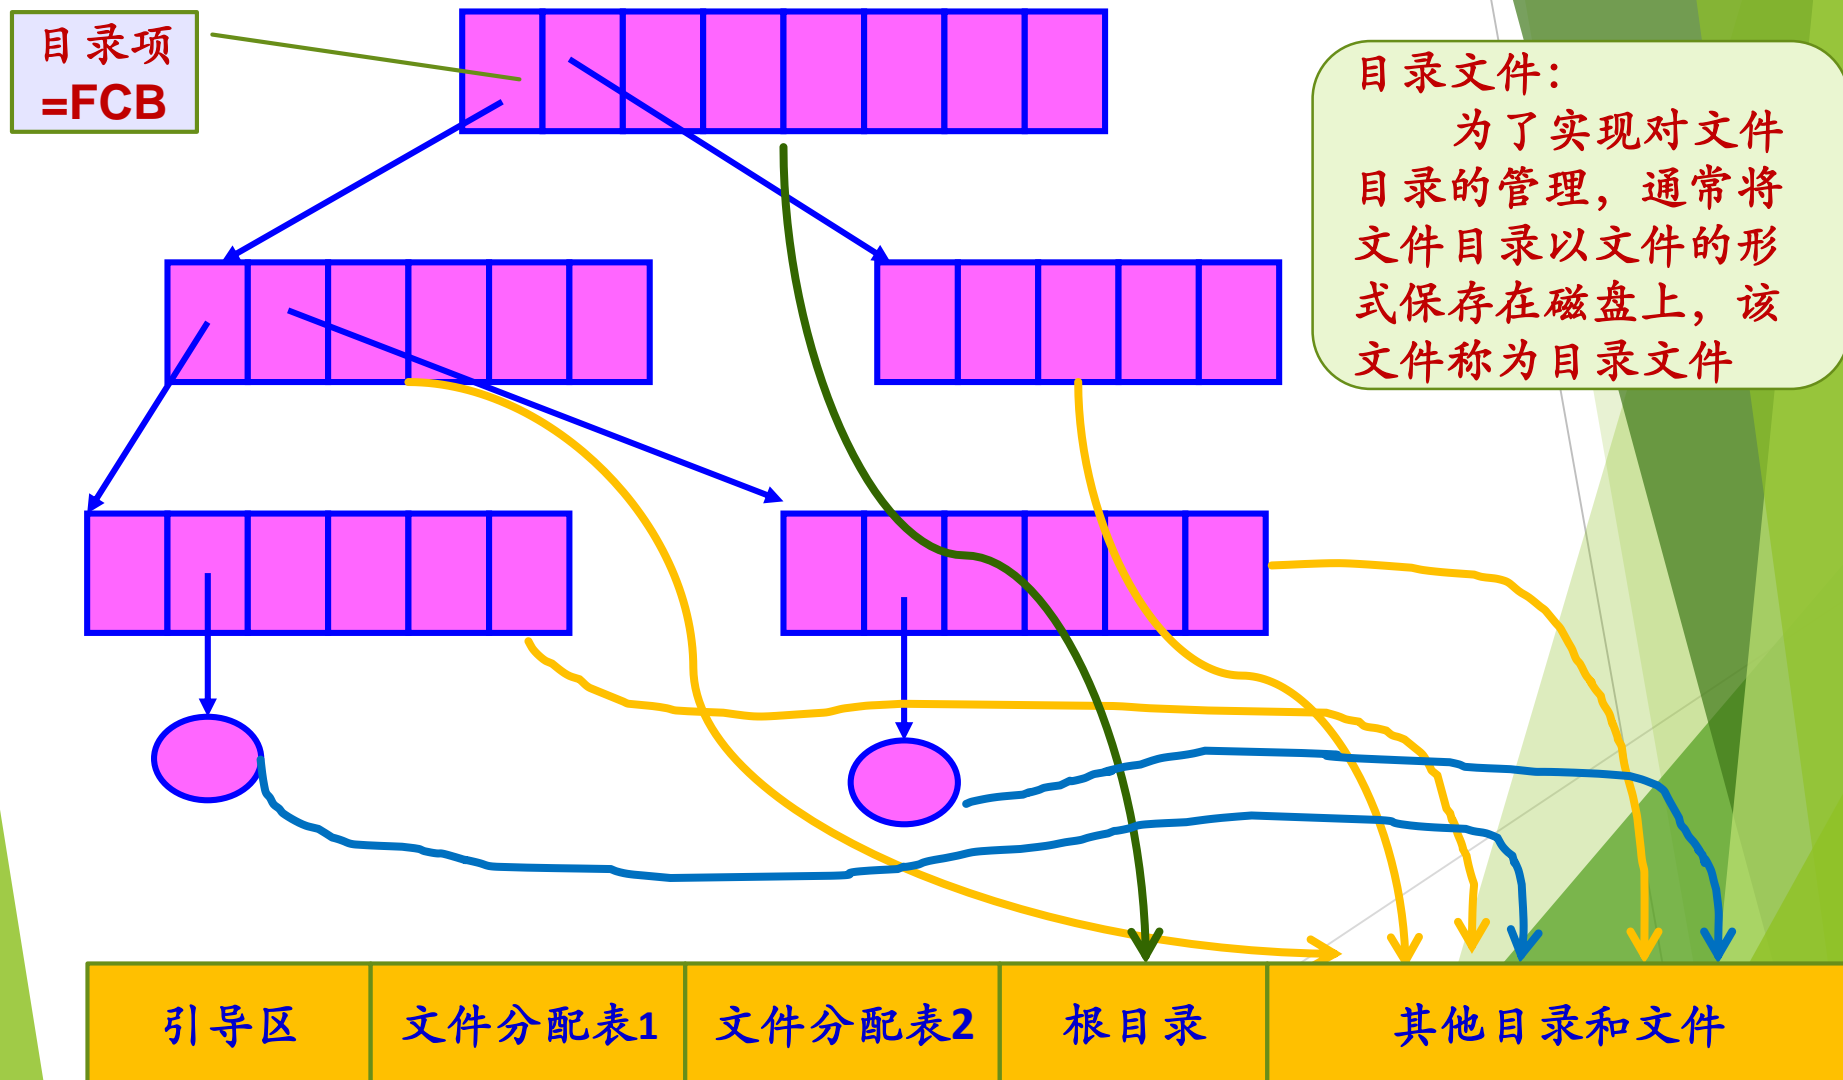 目录项
=FCB
目录文件：
为了实现对文件
目录的管理，通常将
文件目录以文件的形
式保存在磁盘上，该
文件称为目录文件
引导区
文件分配表1
文件分配表2
根目录
其他目录和文件